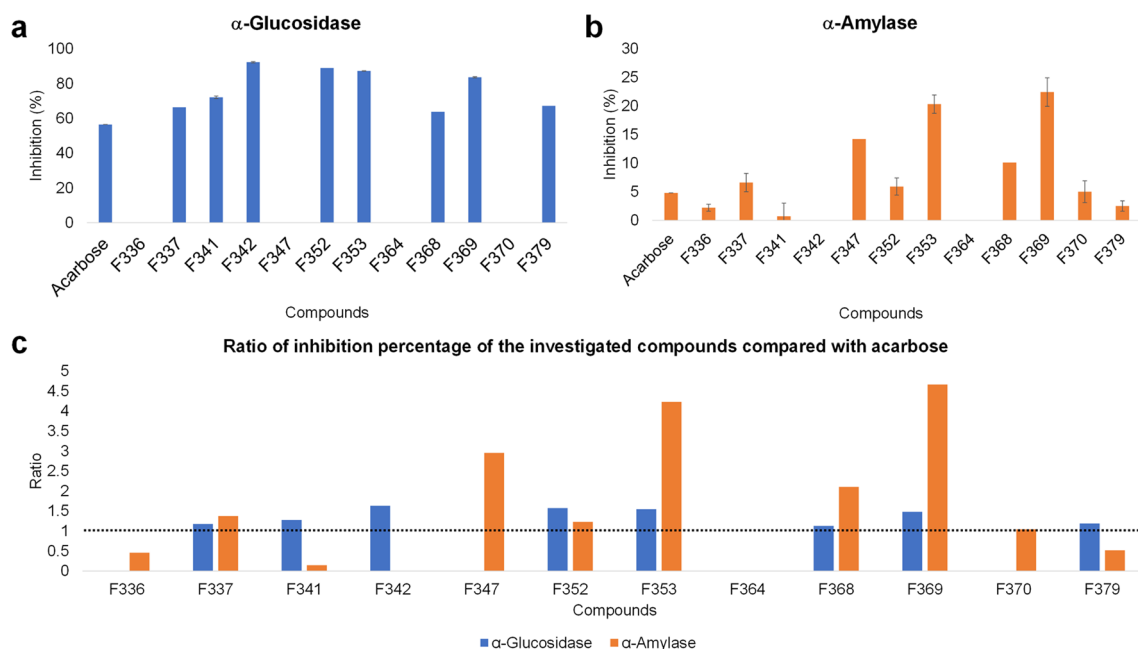 a
α-Glucosidase
Inhibition (%)
100
80
60
40
20
0
Acarbose
F336
F337
F341
F342
F347
F352
F353
F364
F368
F369
F370
F379
Compounds
b
α-Amylase
Inhibition (%)
30
25
20
15
10
5
0
Acarbose
F336
F337
F341
F342
F347
F352
F353
F364
F368
F369
F370
F379
Compounds
c
Ratio of inhibition percentage of the investigated compounds compared with acarbose
Ratio
5
4.5
4
3.5
3
2.5
2
1.5
1
0.5
0
F336 F337 F341 F342 F347 F352 F353 F364 F368 F369 F370 F379
Compounds
α-Glucosidase α-Amylase